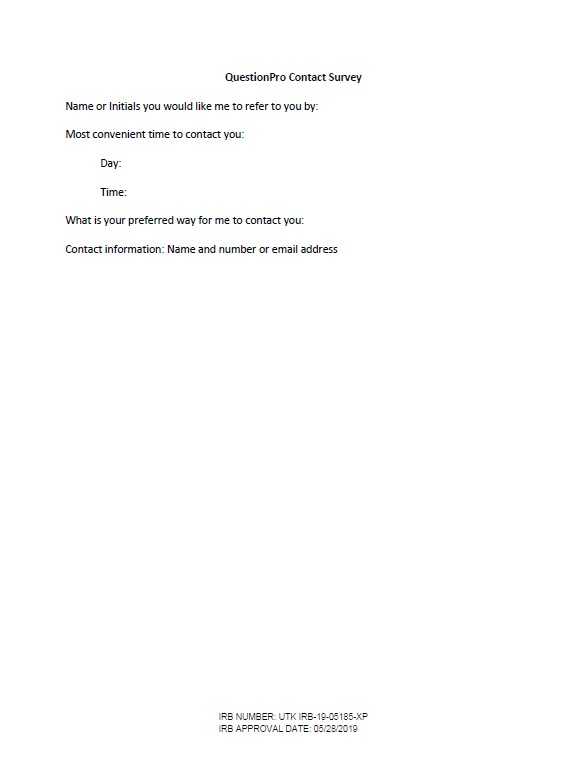 QuestionPro Contact Survey
Name or Initials you would like me to refer to you by:
Most convenient time to contact you:
Day:
Time:
What is your preferred way for me to contact you:
Contact information: Name and number or email address
IRB NUMBER: UTK IRB-19-05185-XP
IRB APPROVAL DATE: 05/28/2019